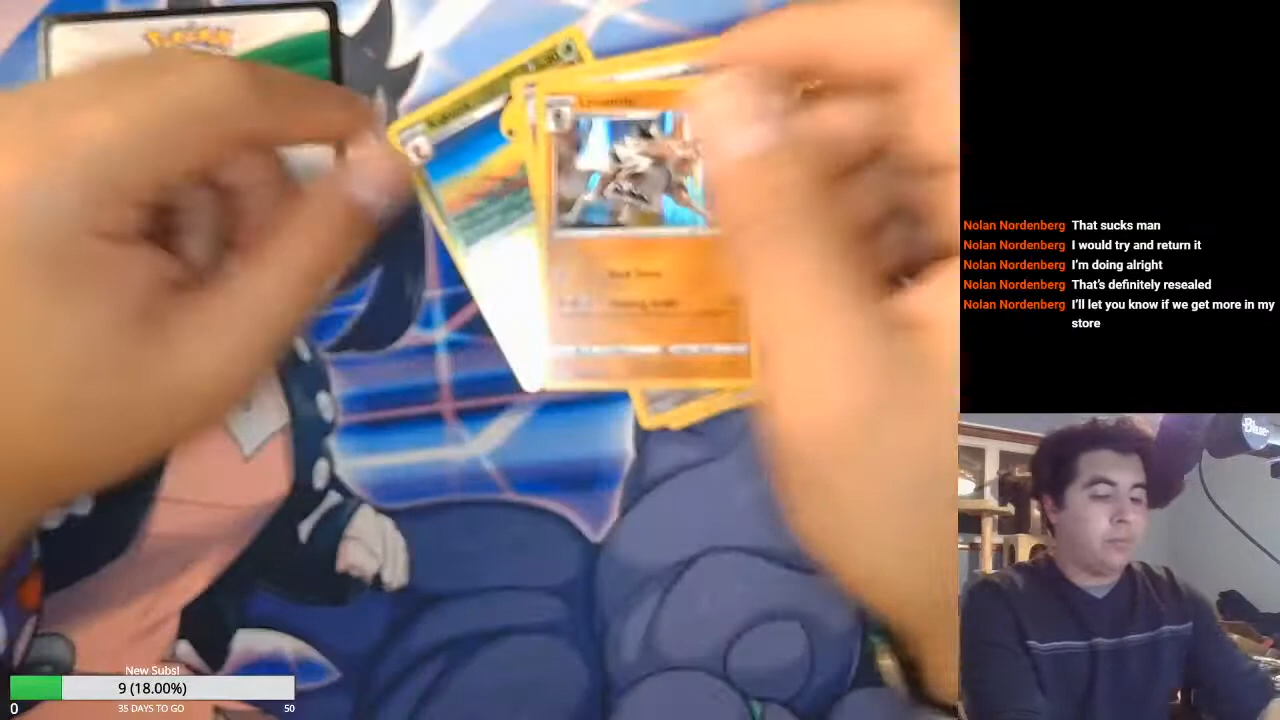 POKéMON
Nolan Nordenberg That sucks man
Nolan Nordenberg I would try and return it
Nolan Nordenberg I'm doing alright
Nolan Nordenberg That's definitely resealed
Nolan Nordenberg I'll let you know if we get more in my
store
Blue
New Subs!
9 (18.00%)
0
35 DAYS TO GO
50